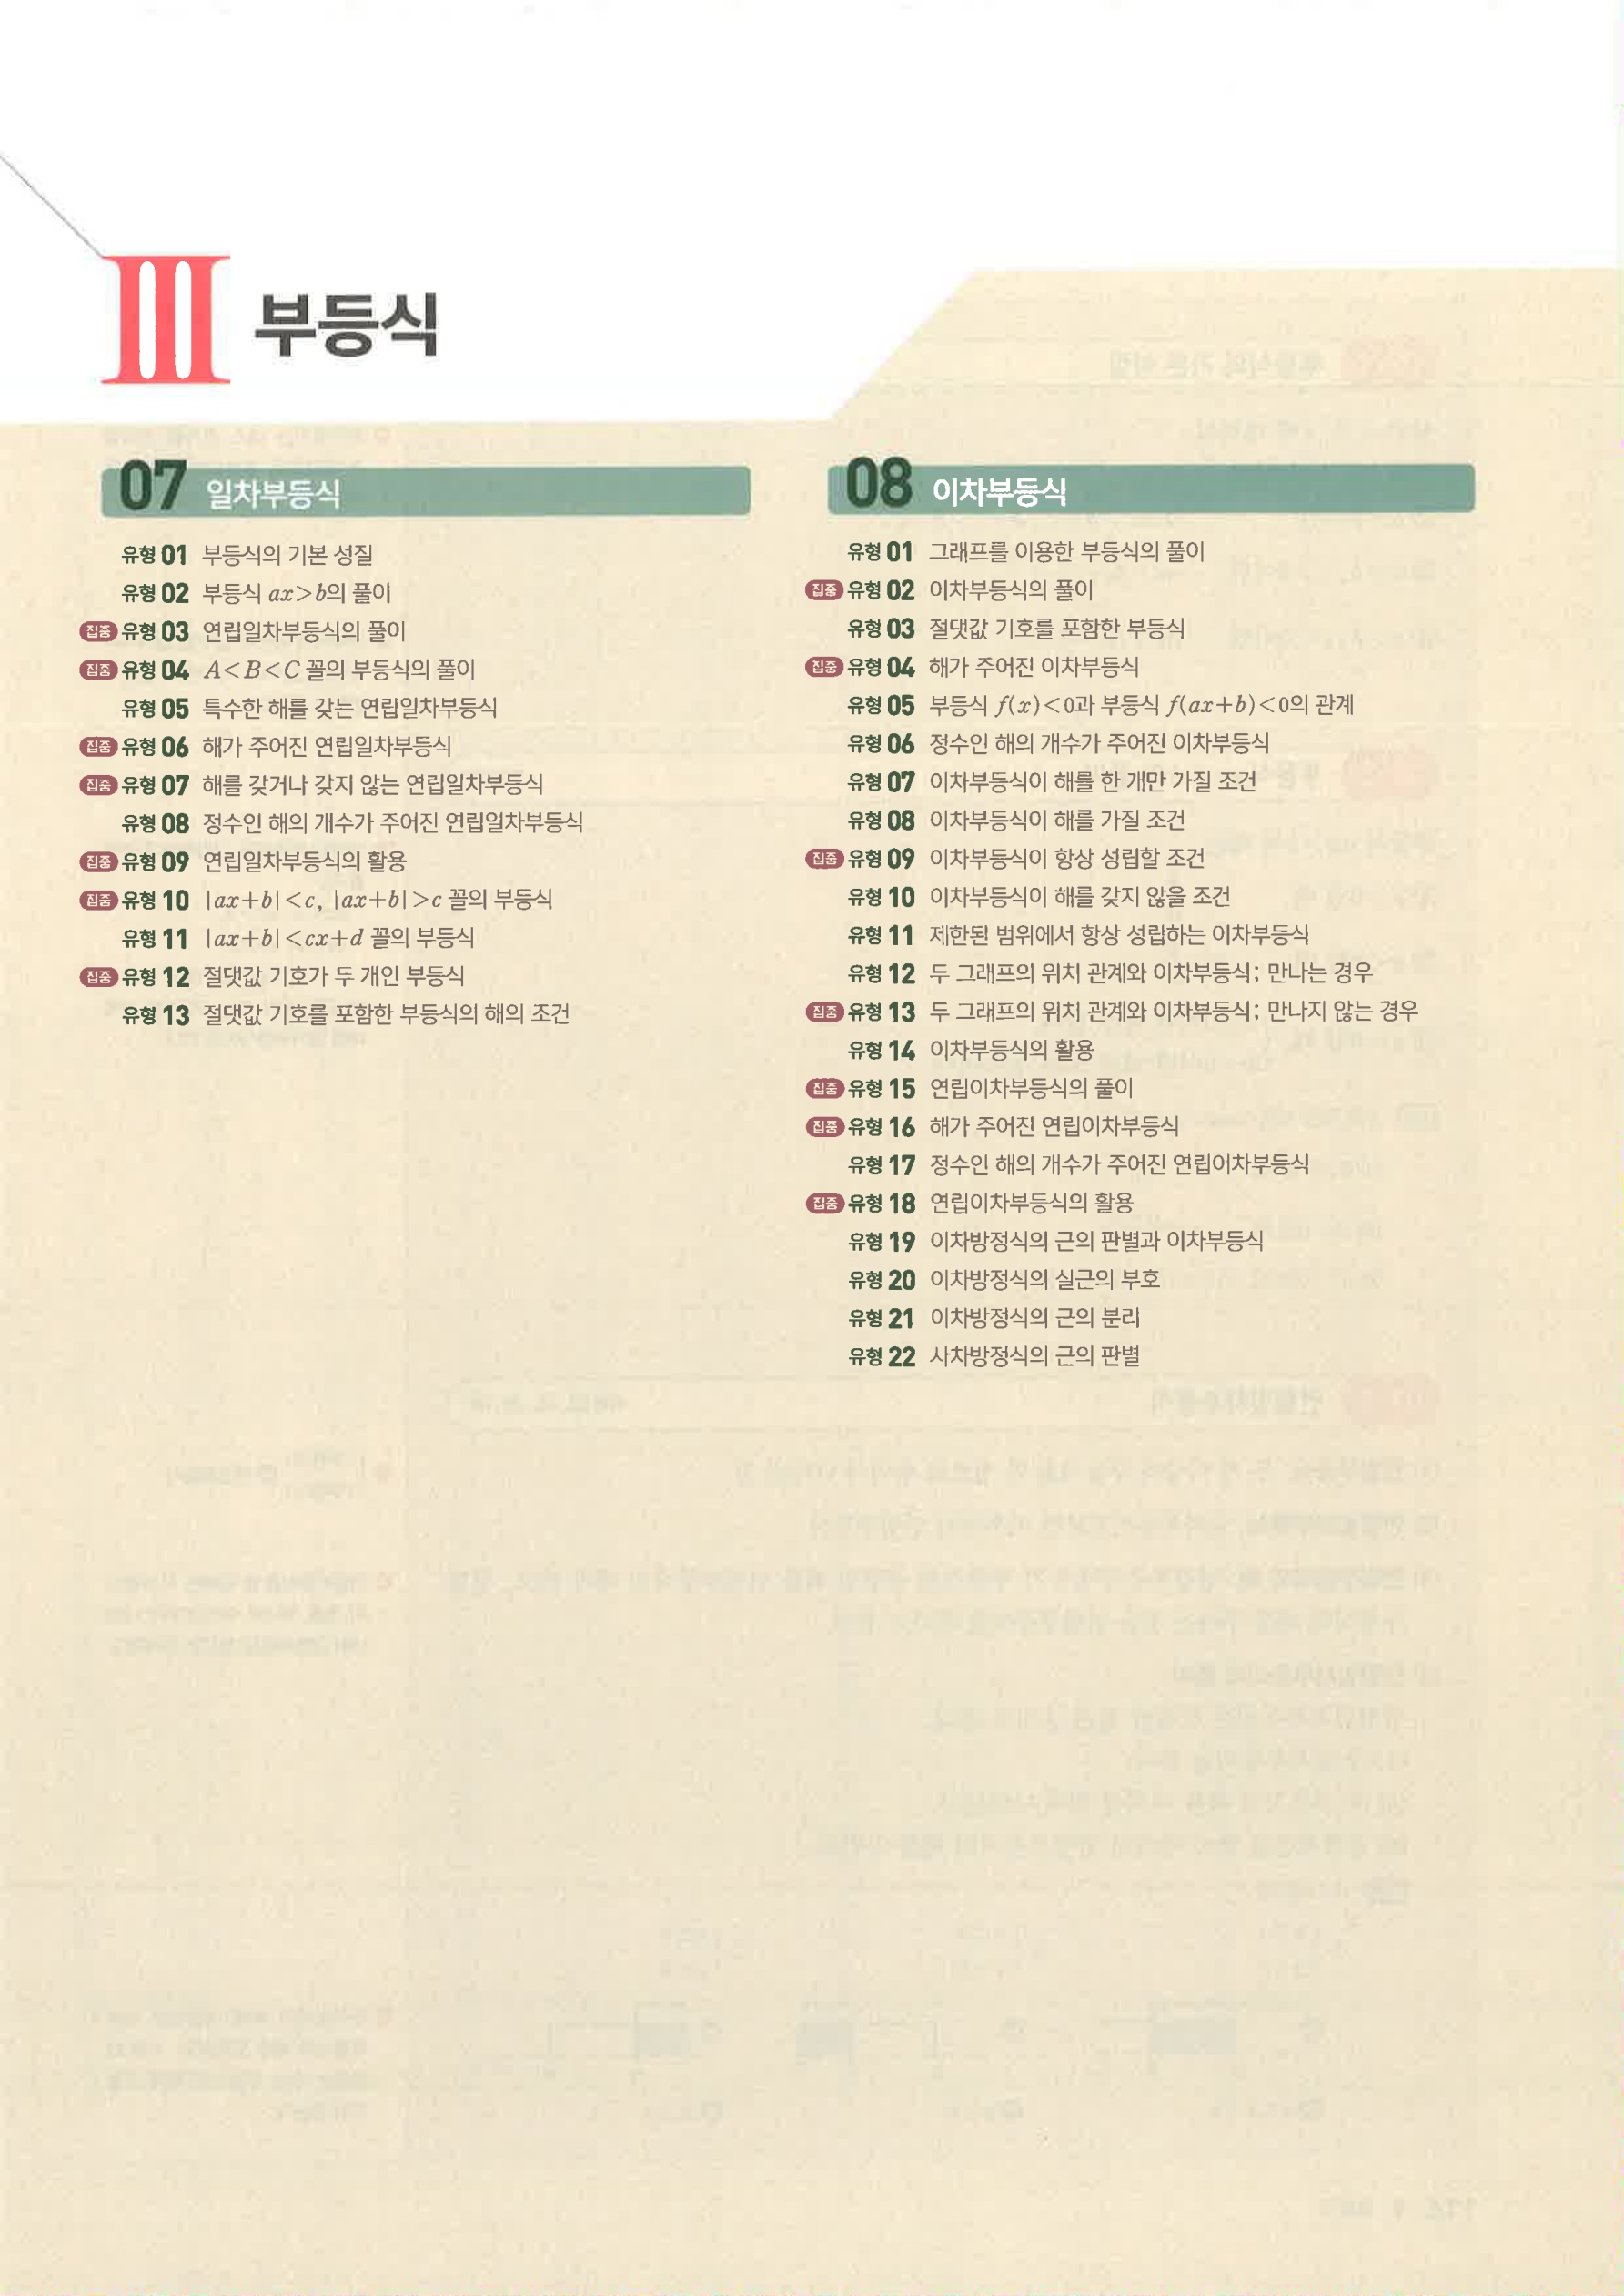 Ⅲ 부등식
07 일차부등식
유형 01 부등식의 기본 성질
유형 02 부등식 ax>b의 풀이
집중 유형 03 연립일차부등식의 풀이
집중 유형 04 A<B<C 꼴의 부등식의 풀이
유형 05 특수한 해를 갖는 연립일차부등식
집중 유형 06 해가 주어진 연립일차부등식
집중 유형 07 해를 갖거나 갖지 않는 연립일차부등식
유형 08 정수인 해의 개수가 주어진 연립일차부등식
집중 유형 09 연립일차부등식의 활용
집중 유형 10 |ax+b|<c, |ax+b|>c 꼴의 부등식
유형 11 |ax+b|<cx+d 꼴의 부등식
집중 유형 12 절댓값 기호가 두 개인 부등식
유형 13 절댓값 기호를 포함한 부등식의 해의 조건
08 이차부등식
유형 01 그래프를 이용한 부등식의 풀이
집중 유형 02 이차부등식의 풀이
유형 03 절댓값 기호를 포함한 부등식
집중 유형 04 해가 주어진 이차부등식
유형 05 부등식 f(x)<0과 부등식 f(ax+b)<0의 관계
유형 06 정수인 해의 개수가 주어진 이차부등식
유형 07 이차부등식이 해를 한 개만 가질 조건
유형 08 이차부등식이 해를 가질 조건
집중 유형 09 이차부등식이 항상 성립할 조건
유형 10 이차부등식이 해를 갖지 않을 조건
유형 11 제한된 범위에서 항상 성립하는 이차부등식
유형 12 두 그래프의 위치 관계와 이차부등식; 만나는 경우
집중 유형 13 두 그래프의 위치 관계와 이차부등식; 만나지 않는 경우
유형 14 이차부등식의 활용
집중 유형 15 연립이차부등식의 풀이
집중 유형 16 해가 주어진 연립이차부등식
유형 17 정수인 해의 개수가 주어진 연립이차부등식
집중 유형 18 연립이차부등식의 활용
유형 19 이차방정식의 근의 판별과 이차부등식
유형 20 이차방정식의 실근의 부호
유형 21 이차방정식의 근의 분리
유형 22 사차방정식의 근의 판별